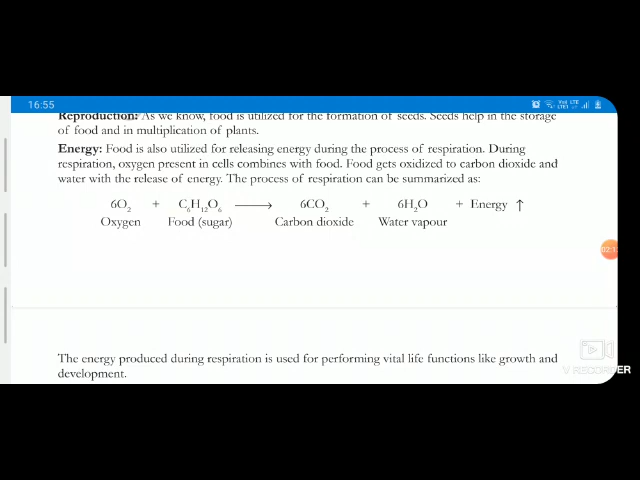 16:55
Reproduction: As we know, food is utilized for the formation of seeds. Seeds help in the storage
of food and in multiplication of plants.
Energy: Food is also utilized for releasing energy during the process of respiration. During
respiration, oxygen present in cells combines with food. Food gets oxidized to carbon dioxide and
water with the release of energy. The process of respiration can be summarized as:
6O₂ + C₆H₁₂O₆ ⟶ 6CO₂ + 6H₂O + Energy ↑
Oxygen Food (sugar) Carbon dioxide Water vapour
The energy produced during respiration is used for performing vital life functions like growth and
development.
V.RECORDER